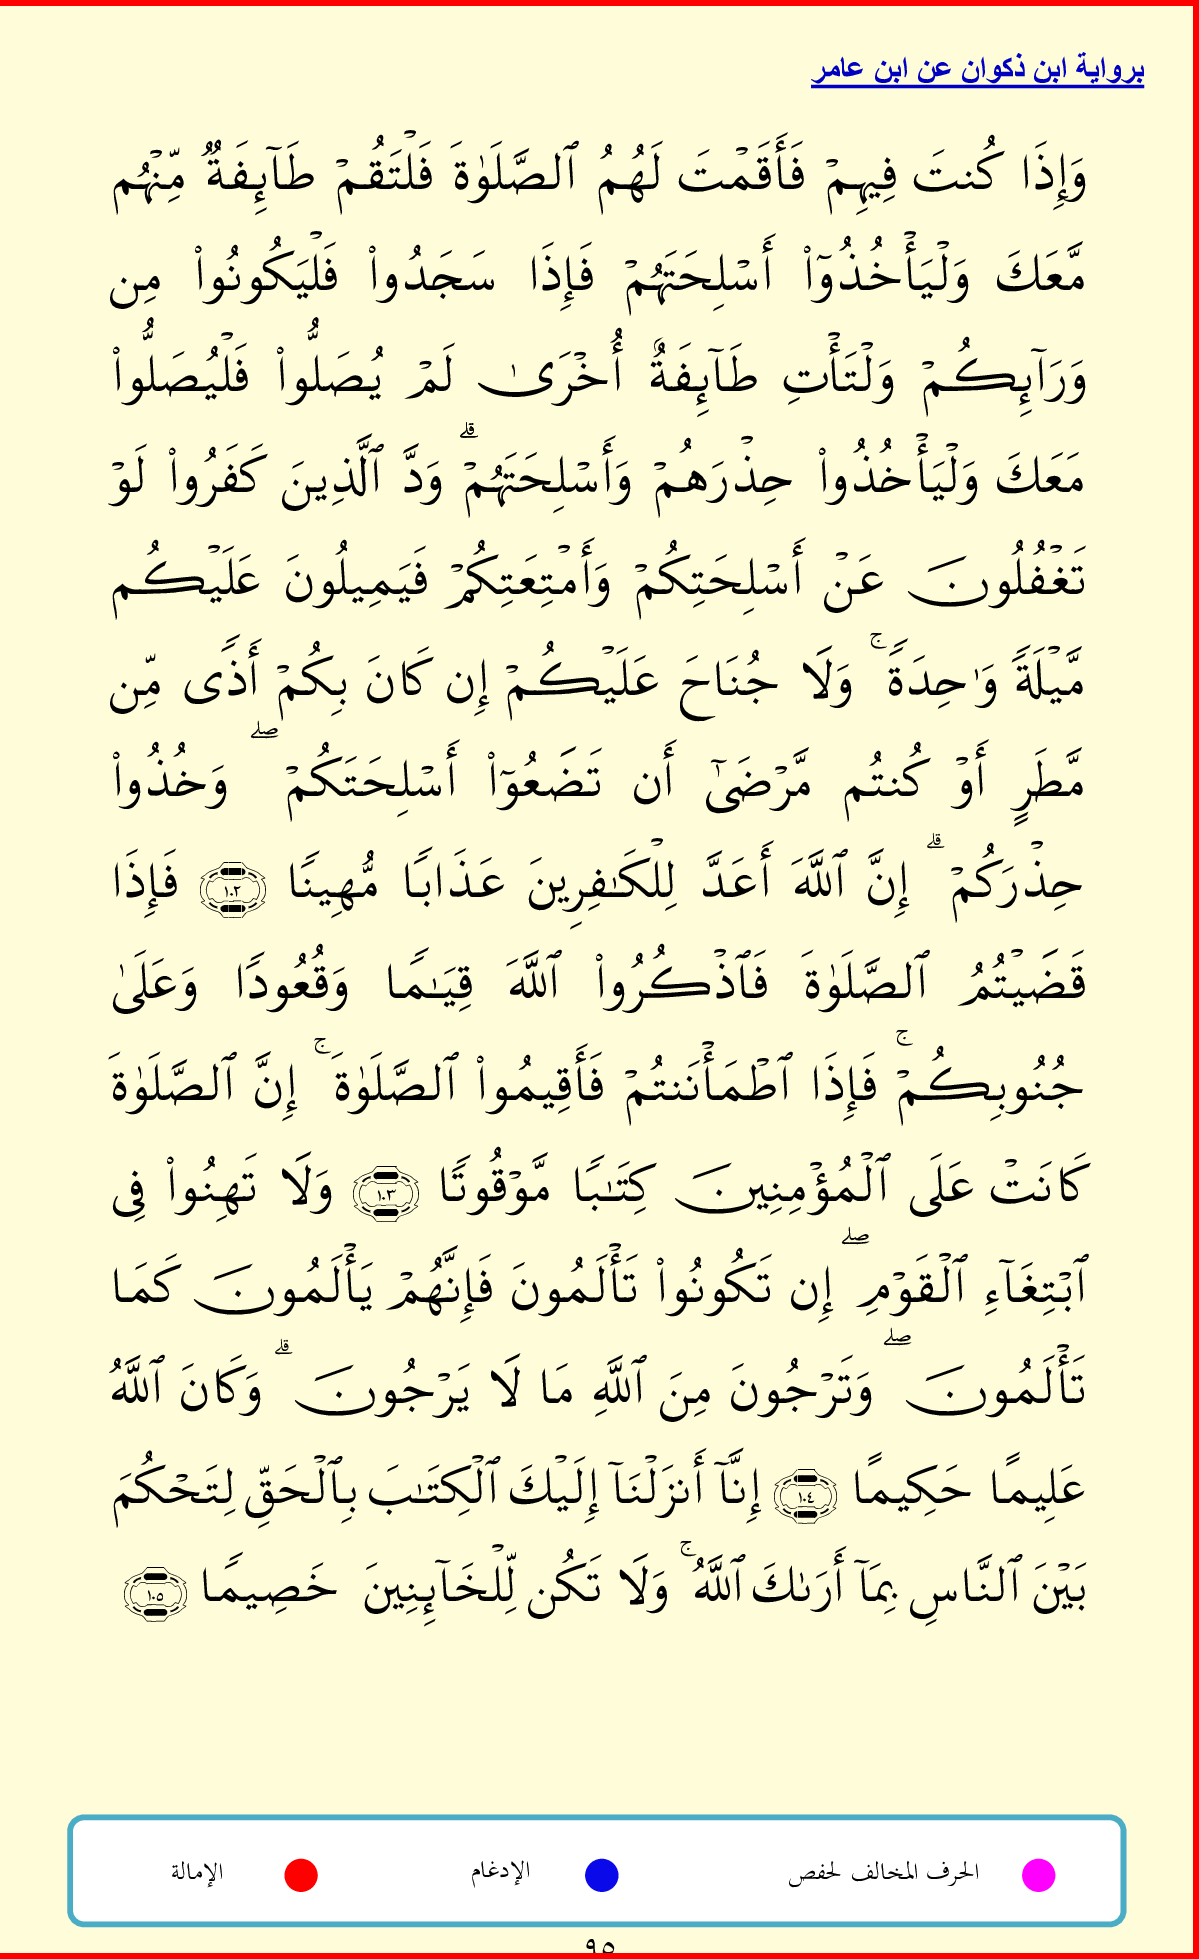 برواية ابن ذكوان عن ابن عامر
وَإِذَا كُنتَ فِيهِمْ فَأَقَمْتَ لَهُمُ ٱلصَّلَوٰةَ فَلْتَقُمْ طَآئِفَةٌ مِّنْهُم
مَّعَكَ وَلْيَأْخُذُوٓا۟ أَسْلِحَتَهُمْ فَإِذَا سَجَدُوا۟ فَلْيَكُونُوا۟ مِن
وَرَآئِكُمْ وَلْتَأْتِ طَآئِفَةٌ أُخْرَىٰ لَمْ يُصَلُّوا۟ فَلْيُصَلُّوا۟
مَعَكَ وَلْيَأْخُذُوا۟ حِذْرَهُمْ وَأَسْلِحَتَهُمْ ۗ وَدَّ ٱلَّذِينَ كَفَرُوا۟ لَوْ
تَغْفُلُونَ عَنْ أَسْلِحَتِكُمْ وَأَمْتِعَتِكُمْ فَيَمِيلُونَ عَلَيْكُم
مَّيْلَةً وَٰحِدَةً ۚ وَلَا جُنَاحَ عَلَيْكُمْ إِن كَانَ بِكُمْ أَذًى مِّن
مَّطَرٍ أَوْ كُنتُم مَّرْضَىٰٓ أَن تَضَعُوٓا۟ أَسْلِحَتَكُمْ ۖ وَخُذُوا۟
حِذْرَكُمْ ۗ إِنَّ ٱللَّهَ أَعَدَّ لِلْكَـٰفِرِينَ عَذَابًا مُّهِينًا ١٠٢ فَإِذَا
قَضَيْتُمُ ٱلصَّلَوٰةَ فَٱذْكُرُوا۟ ٱللَّهَ قِيَـٰمًا وَقُعُودًا وَعَلَىٰ
جُنُوبِكُمْ ۚ فَإِذَا ٱطْمَأْنَنتُمْ فَأَقِيمُوا۟ ٱلصَّلَوٰةَ ۚ إِنَّ ٱلصَّلَوٰةَ
كَانَتْ عَلَى ٱلْمُؤْمِنِينَ كِتَـٰبًا مَّوْقُوتًا ١٠٣ وَلَا تَهِنُوا۟ فِى
ٱبْتِغَآءِ ٱلْقَوْمِ ۖ إِن تَكُونُوا۟ تَأْلَمُونَ فَإِنَّهُمْ يَأْلَمُونَ كَمَا
تَأْلَمُونَ ۖ وَتَرْجُونَ مِنَ ٱللَّهِ مَا لَا يَرْجُونَ ۗ وَكَانَ ٱللَّهُ
عَلِيمًا حَكِيمًا ١٠٤ إِنَّآ أَنزَلْنَآ إِلَيْكَ ٱلْكِتَـٰبَ بِٱلْحَقِّ لِتَحْكُمَ
بَيْنَ ٱلنَّاسِ بِمَآ أَرَىٰكَ ٱللَّهُ ۚ وَلَا تَكُن لِّلْخَآئِنِينَ خَصِيمًا ١٠٥
الحرف المخالف لحفص الإدغام الإمالة
٩٥